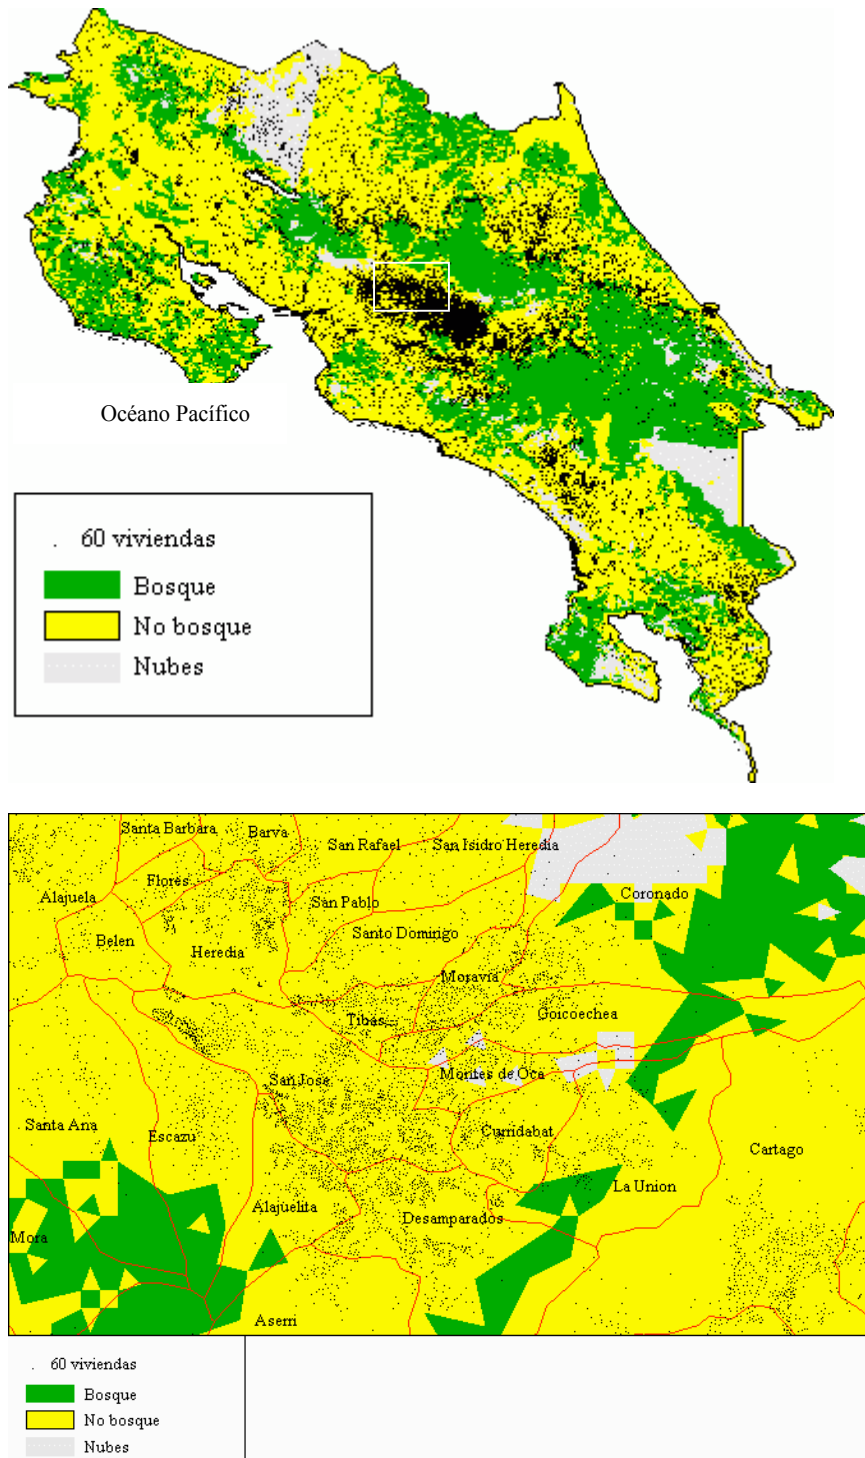 Océano Pacífico
. 60 viviendas
Bosque
No bosque
Nubes
Santa Barbara
Barva
San Rafael
San Isidro Heredia
Flores
Alajuela
San Pablo
Coronado
Belen
Heredia
Santo Domingo
Moravia
Tibas
Goicoechea
San Jose
Montes de Oca
Santa Ana
Escazu
Curridabat
Cartago
La Union
Alajuelita
Desamparados
Mora
Aserri
. 60 viviendas
Bosque
No bosque
Nubes